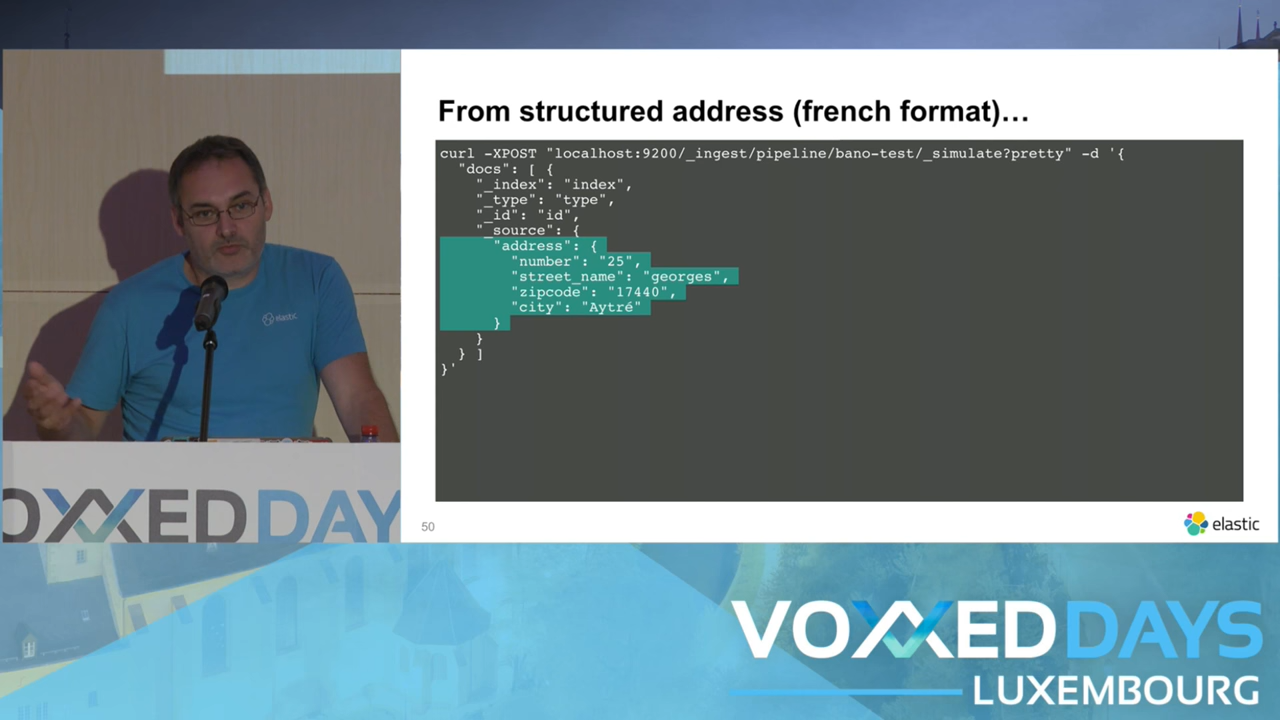 From structured address (french format)...
curl -XPOST "localhost:9200/_ingest/pipeline/bano-test/_simulate?pretty" -d '{
"docs": [ {
"_index": "index",
"_type": "type",
"_id": "id",
"_source": {
"address": {
"number": "25",
"street_name": "georges",
"zipcode": "17440",
"city": "Aytré"
}
}
} ]
}'
elastic
50
elastic
VOXXED DAYS
VOXXED DAYS
LUXEMBOURG